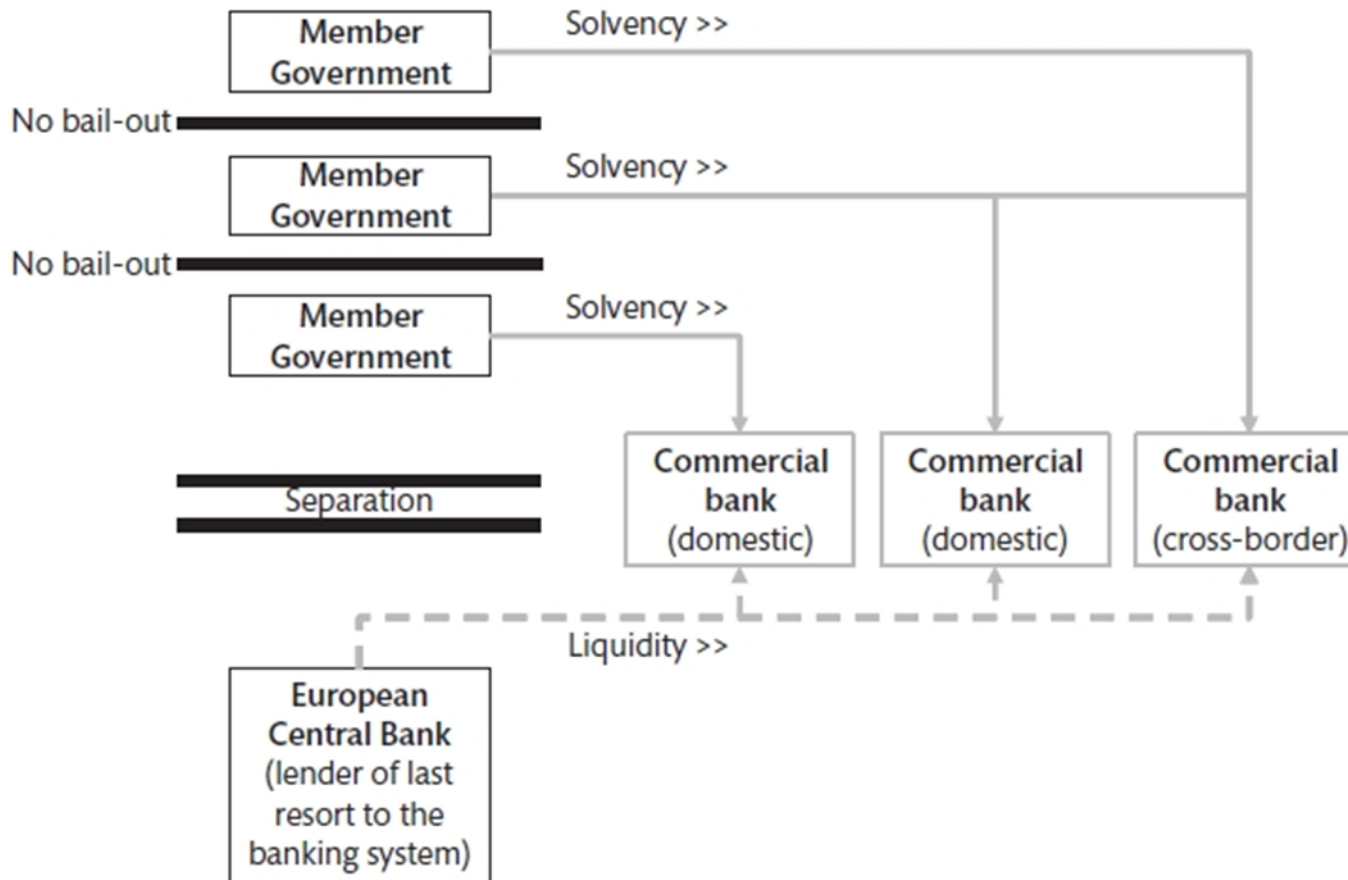 Member
Government
Solvency >>
No bail-out
Member
Government
Solvency >>
No bail-out
Member
Government
Solvency >>
Commercial
bank
(domestic)
Commercial
bank
(domestic)
Commercial
bank
(cross-border)
Separation
Liquidity >>
European
Central Bank
(lender of last
resort to the
banking system)